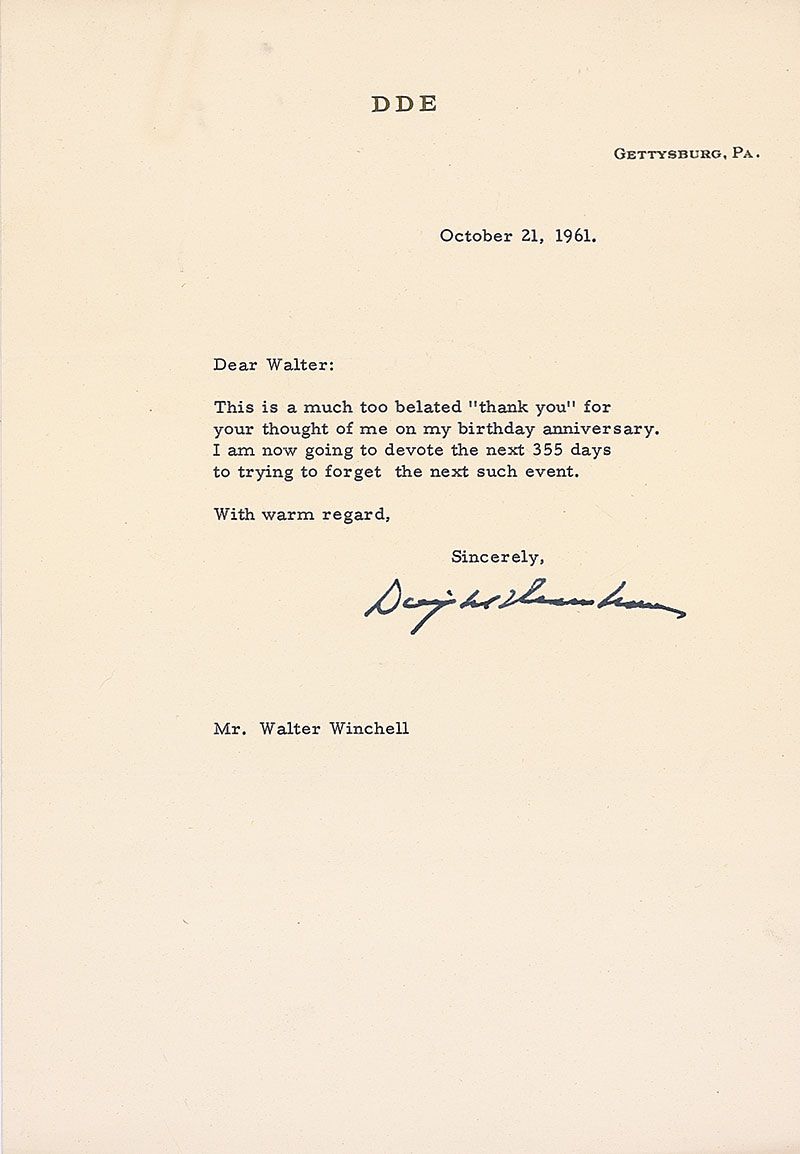 DDE
GETTYSBURG, PA.
October 21, 1961.
Dear Walter:
This is a much too belated "thank you" for
your thought of me on my birthday anniversary.
I am now going to devote the next 355 days
to trying to forget the next such event.
With warm regard,
Sincerely,
Dwight Eisenhower
Mr. Walter Winchell